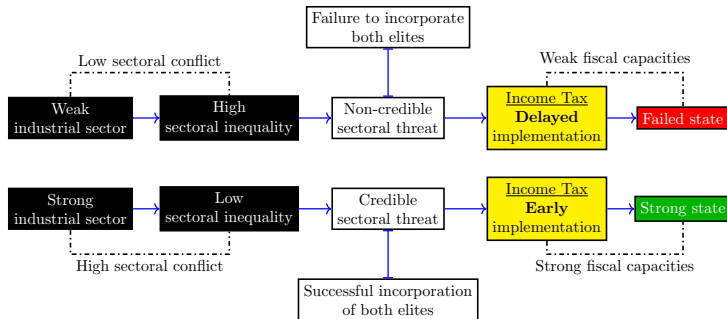 Failure to incorporate
both elites
Low sectoral conflict
Weak fiscal capacities
Weak
industrial sector
High
sectoral inequality
Non-credible
sectoral threat
Income Tax
Delayed
implementation
Failed state
Strong
industrial sector
Low
sectoral inequality
Credible
sectoral threat
Income Tax
Early
implementation
Strong state
High sectoral conflict
Strong fiscal capacities
Successful incorporation
of both elites